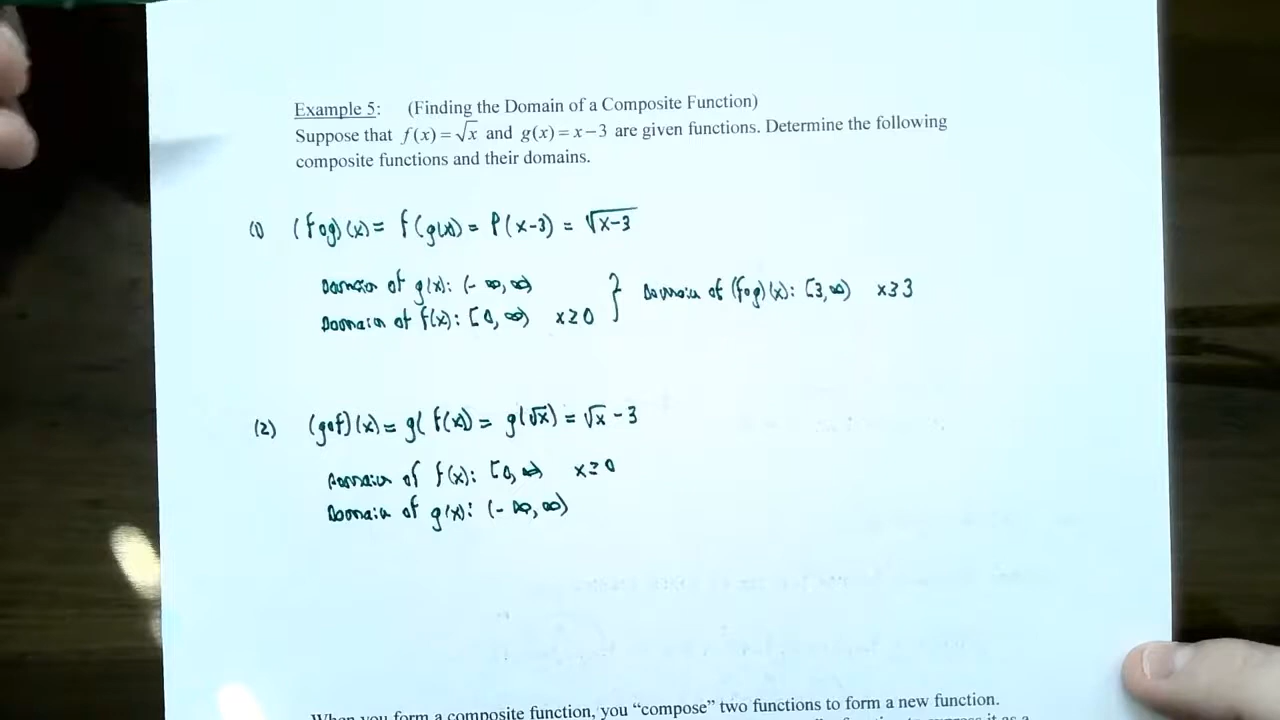 Example 5: (Finding the Domain of a Composite Function)
Suppose that f(x) = √x and g(x) = x−3 are given functions. Determine the following
composite functions and their domains.
(1) (f∘g)(x) = f(g(x)) = f(x-3) = √(x-3)
Domain of g(x): (-∞, ∞)
Domain of f(x): [0, ∞) x≥0 } Domain of (f∘g)(x): [3, ∞) x≥3
(2) (g∘f)(x) = g(f(x)) = g(√x) = √x - 3
Domain of f(x): [0, ∞) x≥0
Domain of g(x): (-∞, ∞)
When you form a composite function, you “compose” two functions to form a new function.